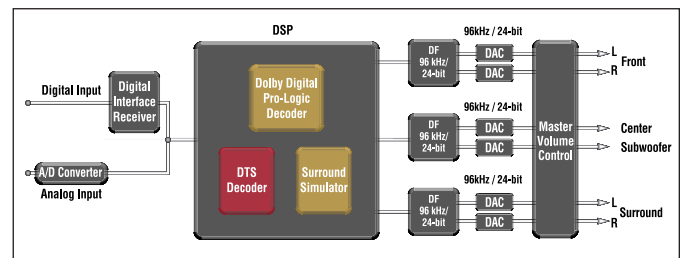 DSP
96kHz / 24-bit
Digital Input
Digital
Interface
Receiver
A/D Converter
Analog Input
Dolby Digital
Pro-Logic
Decoder
DTS
Decoder
Surround
Simulator
DF
96 kHz/
24-bit
DAC
DAC
96kHz / 24-bit
DF
96 kHz/
24-bit
DAC
DAC
96kHz / 24-bit
DF
96 kHz/
24-bit
DAC
DAC
Master
Volume
Control
L
Front
R
Center
Subwoofer
L
Surround
R